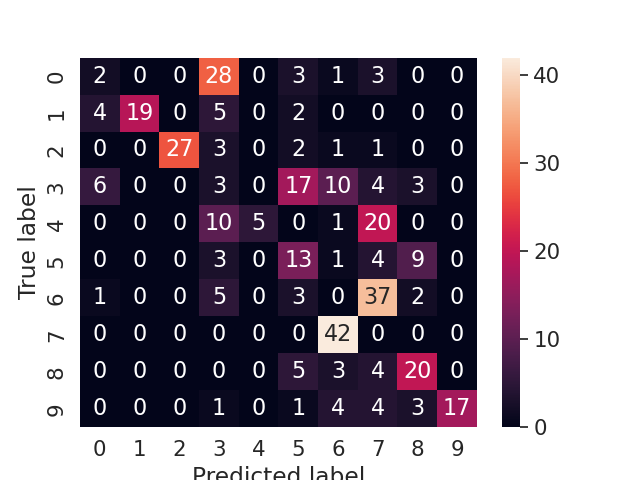 0 2 0 0 28 0 3 1 3 0 0
1 4 19 0 5 0 2 0 0 0 0
2 0 0 27 3 0 2 1 1 0 0
3 6 0 0 3 0 17 10 4 3 0
4 0 0 0 10 5 0 1 20 0 0
5 0 0 0 3 0 13 1 4 9 0
6 1 0 0 5 0 3 0 37 2 0
7 0 0 0 0 0 0 42 0 0 0
8 0 0 0 0 0 5 3 4 20 0
9 0 0 0 1 0 1 4 4 3 17
0 1 2 3 4 5 6 7 8 9
Predicted label
True label
40
30
20
10
0